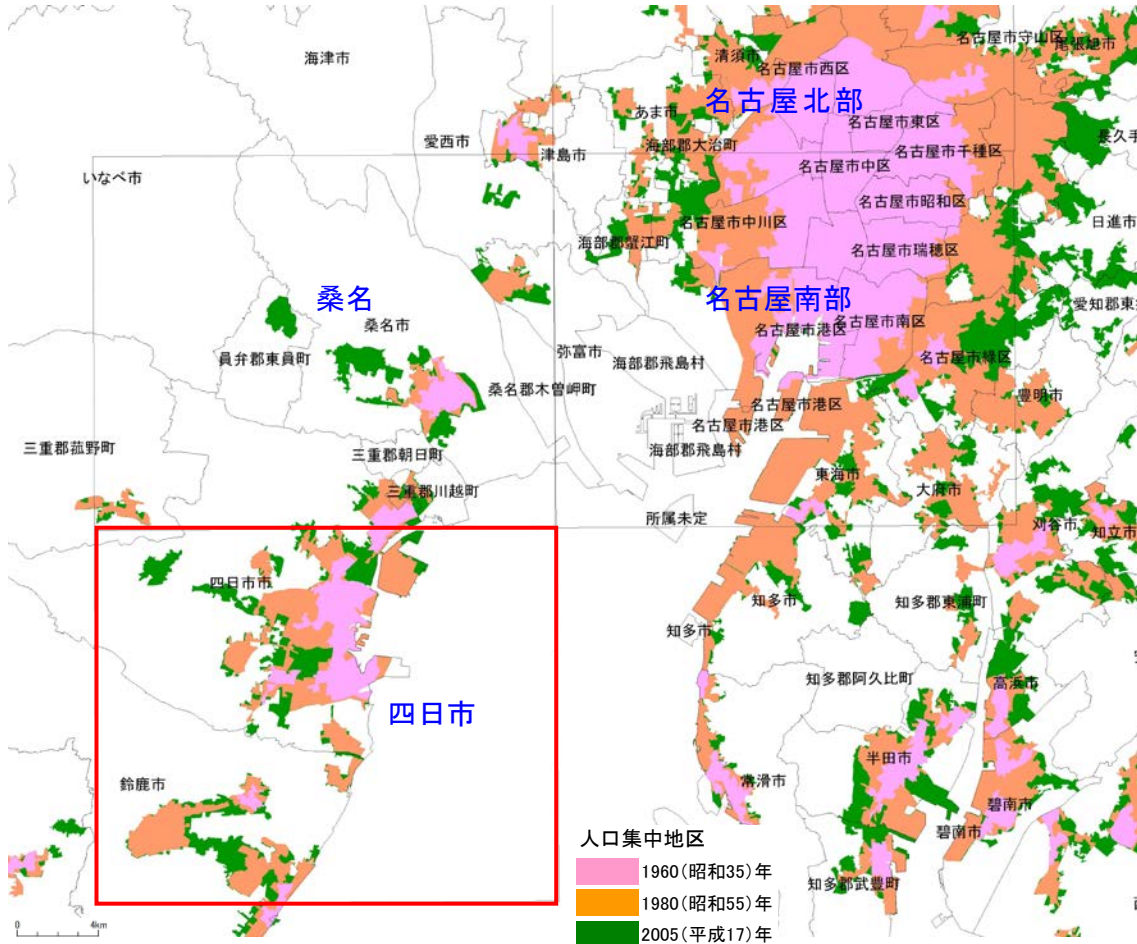 海津市
清須市
名古屋市守山区
尾張旭市
名古屋市西区
名古屋北部
あま市
名古屋市東区
長久手
愛西市
津島市
海部郡大治町
名古屋市千種区
名古屋市中区
いなべ市
名古屋市昭和区
名古屋市中川区
日進市
海部郡蟹江町
名古屋市瑞穂区
桑名
名古屋南部
愛知郡東
桑名市
名古屋市港区
名古屋市南区
員弁郡東員町
弥富市
海部郡飛島村
名古屋市緑区
桑名郡木曽岬町
豊明市
名古屋市港区
名古屋市港区
三重郡菰野町
三重郡朝日町
海部郡飛島村
東海市
三重郡川越町
大府市
所属未定
刈谷市
知立市
四日市市
知多市
知多郡東浦町
知多市
知多郡阿久比町
高浜市
四日市
半田市
鈴鹿市
常滑市
碧南市
碧南市
人口集中地区
1960(昭和35)年
知多郡武豊町
1980(昭和55)年
2005(平成17)年
0 4km